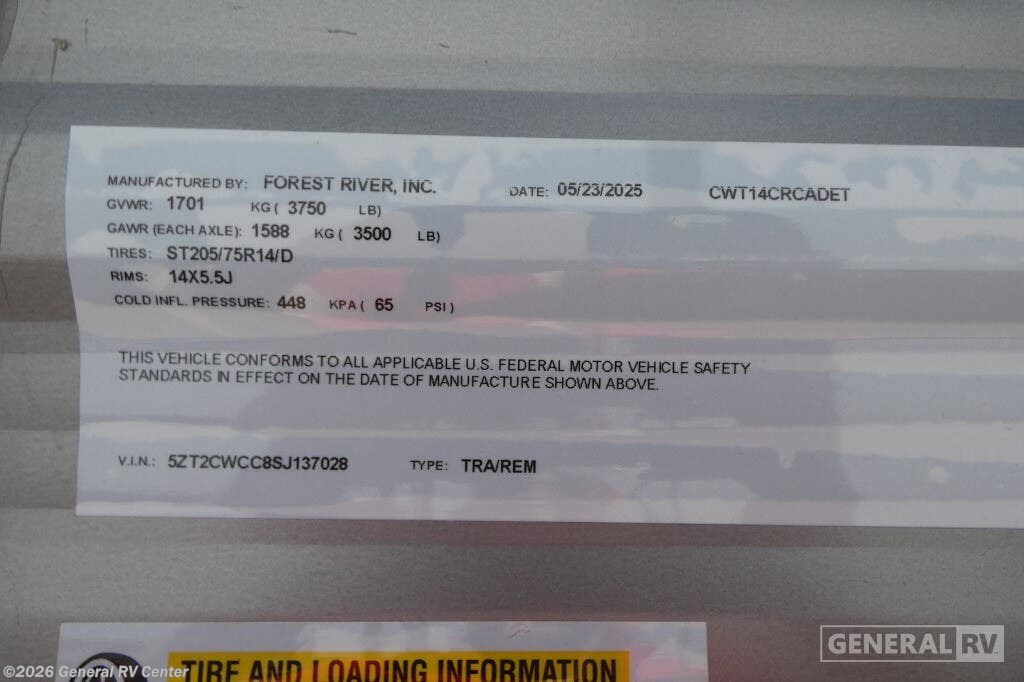 MANUFACTURED BY: FOREST RIVER, INC. DATE: 05/23/2025 CWT14CRCADET
GVWR: 1701 KG ( 3750 LB)
GAWR (EACH AXLE): 1588 KG ( 3500 LB)
TIRES: ST205/75R14/D
RIMS: 14X5.5J
COLD INFL. PRESSURE: 448 KPA ( 65 PSI )
THIS VEHICLE CONFORMS TO ALL APPLICABLE U.S. FEDERAL MOTOR VEHICLE SAFETY
STANDARDS IN EFFECT ON THE DATE OF MANUFACTURE SHOWN ABOVE.
V.I.N.: 5ZT2CWCC8SJ137028 TYPE: TRA/REM
TIRE AND LOADING INFORMATION
GENERAL RV
©2026 General RV Center